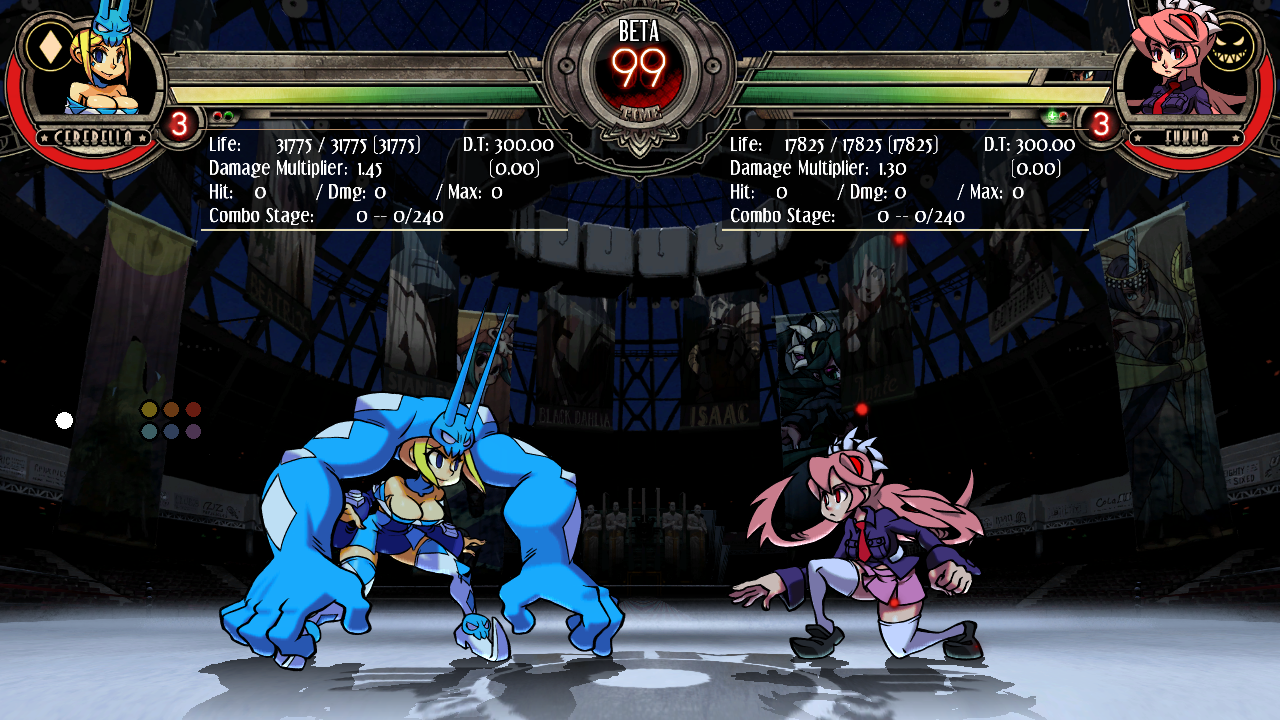 BETA
99
TIME
CEREBELLA
FUKUA
3
3
Life: 31775 / 31775 (31775) D.T: 300.00
Damage Multiplier: 1.45 (0.00)
Hit: 0 / Dmg: 0 / Max: 0
Combo Stage: 0 -- 0/240
Life: 17825 / 17825 (17825) D.T: 300.00
Damage Multiplier: 1.30 (0.00)
Hit: 0 / Dmg: 0 / Max: 0
Combo Stage: 0 -- 0/240
BLACK DAHLIA
ISAAC